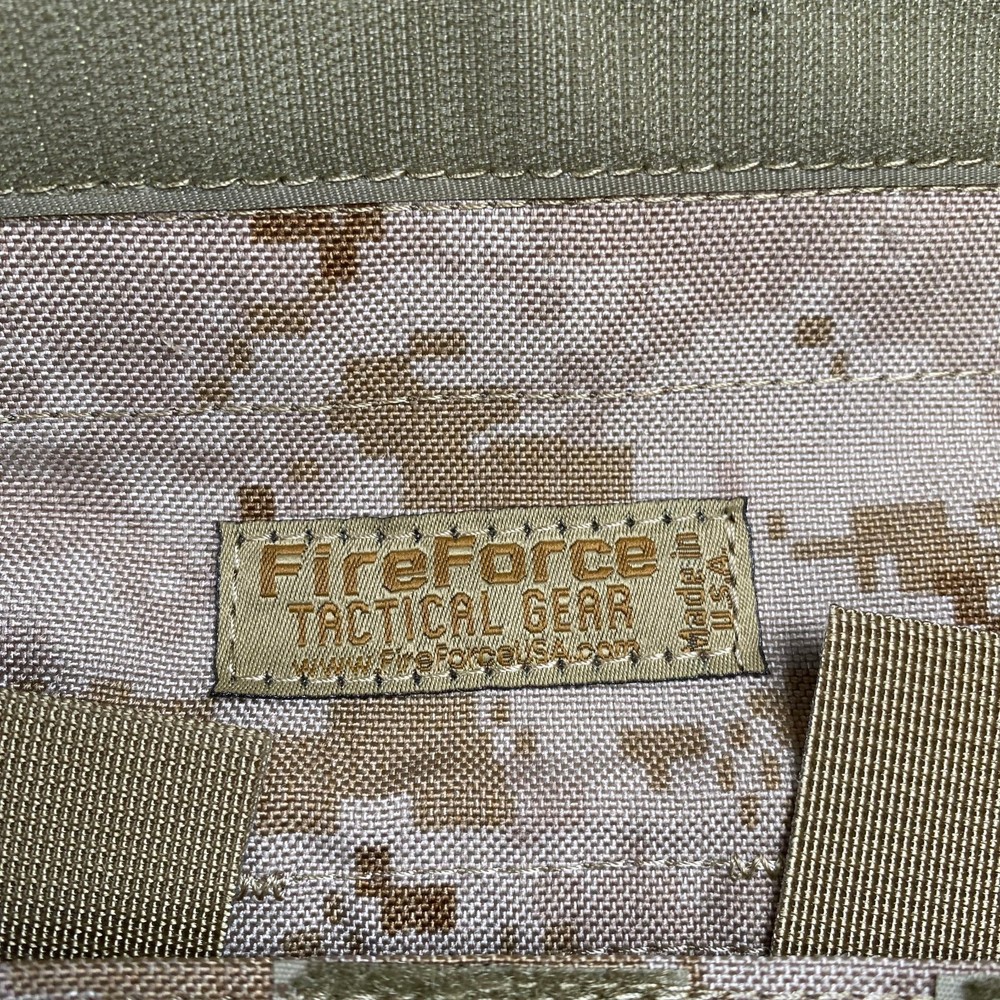 FireForce
TACTICAL GEAR
www.FireForceUSA.com
Made in
USA